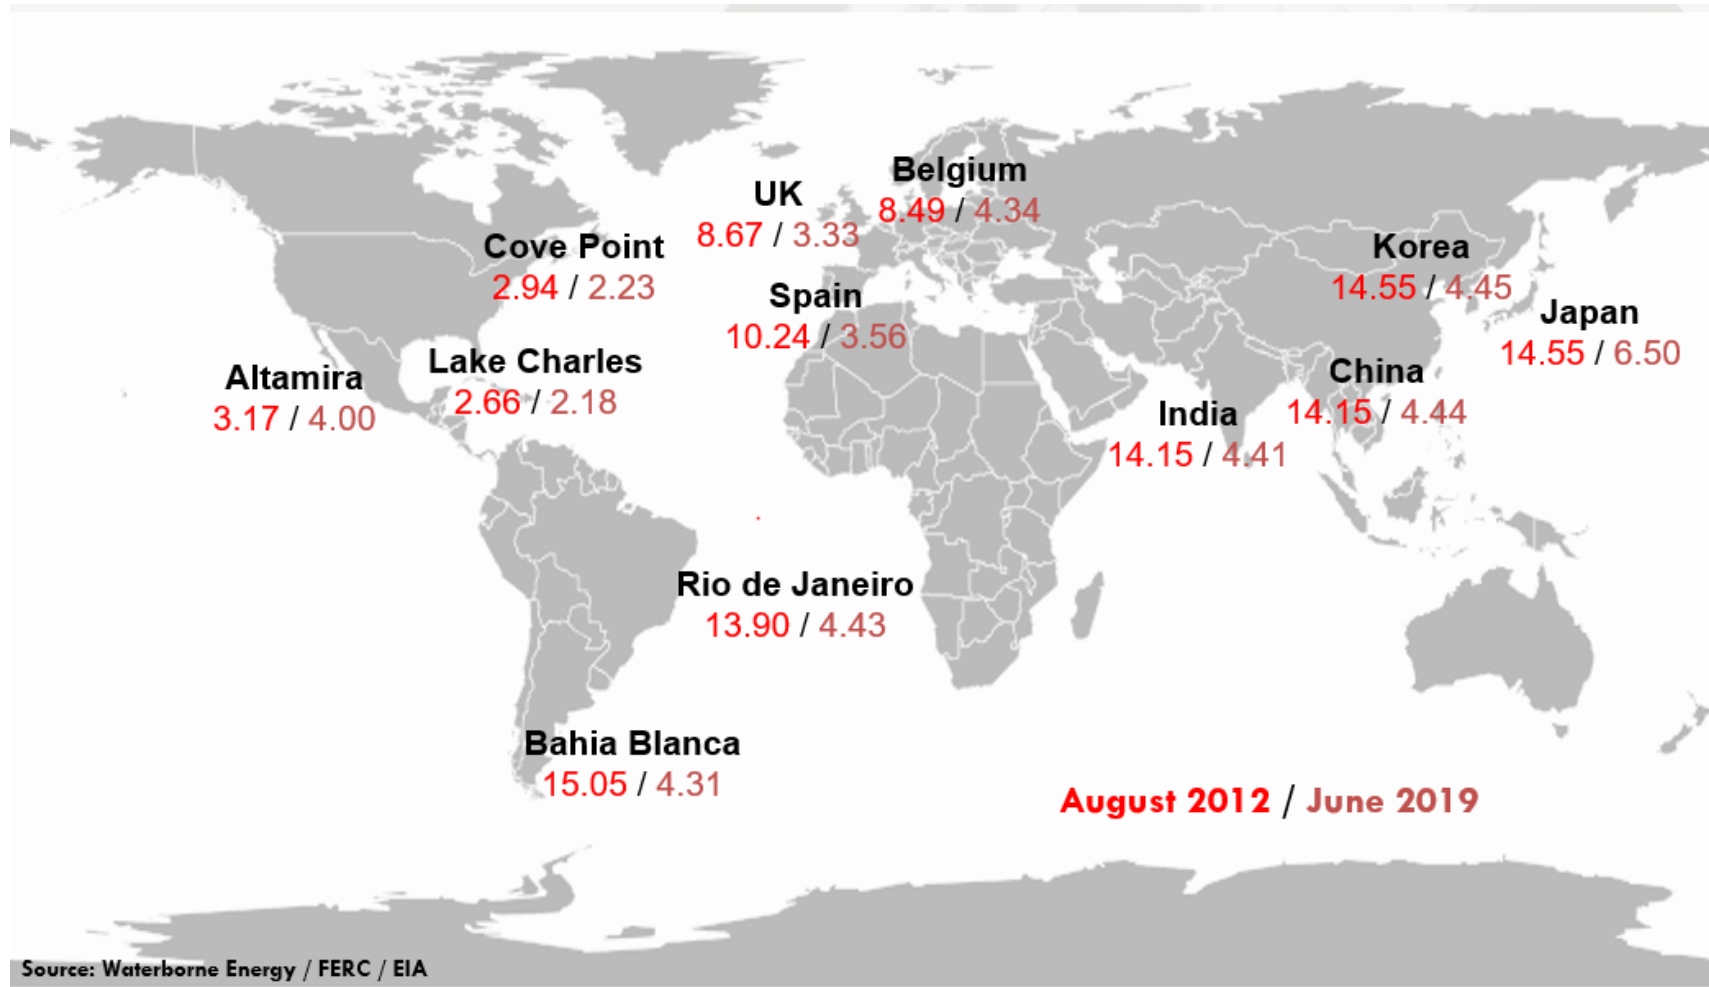 Belgium
8.49 / 4.34
UK
8.67 / 3.33
Cove Point
2.94 / 2.23
Korea
14.55 / 4.45
Spain
10.24 / 3.56
Japan
14.55 / 6.50
Lake Charles
2.66 / 2.18
Altamira
3.17 / 4.00
China
14.15 / 4.44
India
14.15 / 4.41
Rio de Janeiro
13.90 / 4.43
Bahia Blanca
15.05 / 4.31
August 2012 / June 2019
Source: Waterborne Energy / FERC / EIA